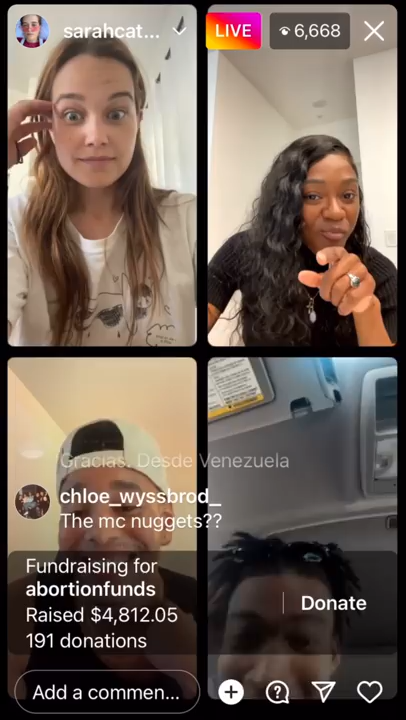 sarahcat...
LIVE
6,668
Gracias. Desde Venezuela
chloe_wyssbrod_
The mc nuggets??
Fundraising for
abortionfunds
Raised $4,812.05
191 donations
Donate
Add a commen...